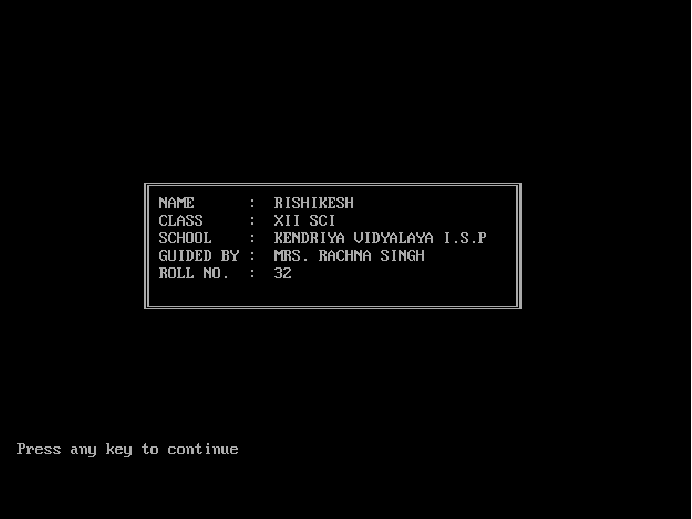 NAME : RISHIKESH
CLASS : XII SCI
SCHOOL : KENDRIYA VIDYALAYA I.S.P
GUIDED BY : MRS. RACHNA SINGH
ROLL NO. : 32
Press any key to continue